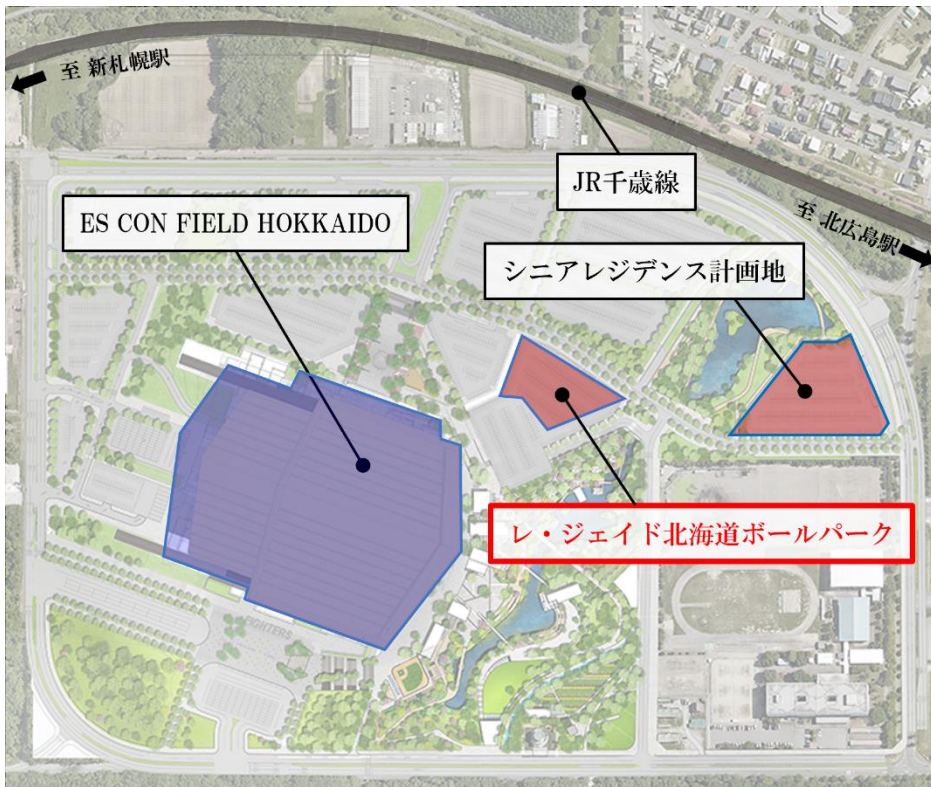 至 新札幌駅
JR千歳線
ES CON FIELD HOKKAIDO
至 北広島駅
シニアレジデンス計画地
レ・ジェイド北海道ボールパーク
FIGHTERS